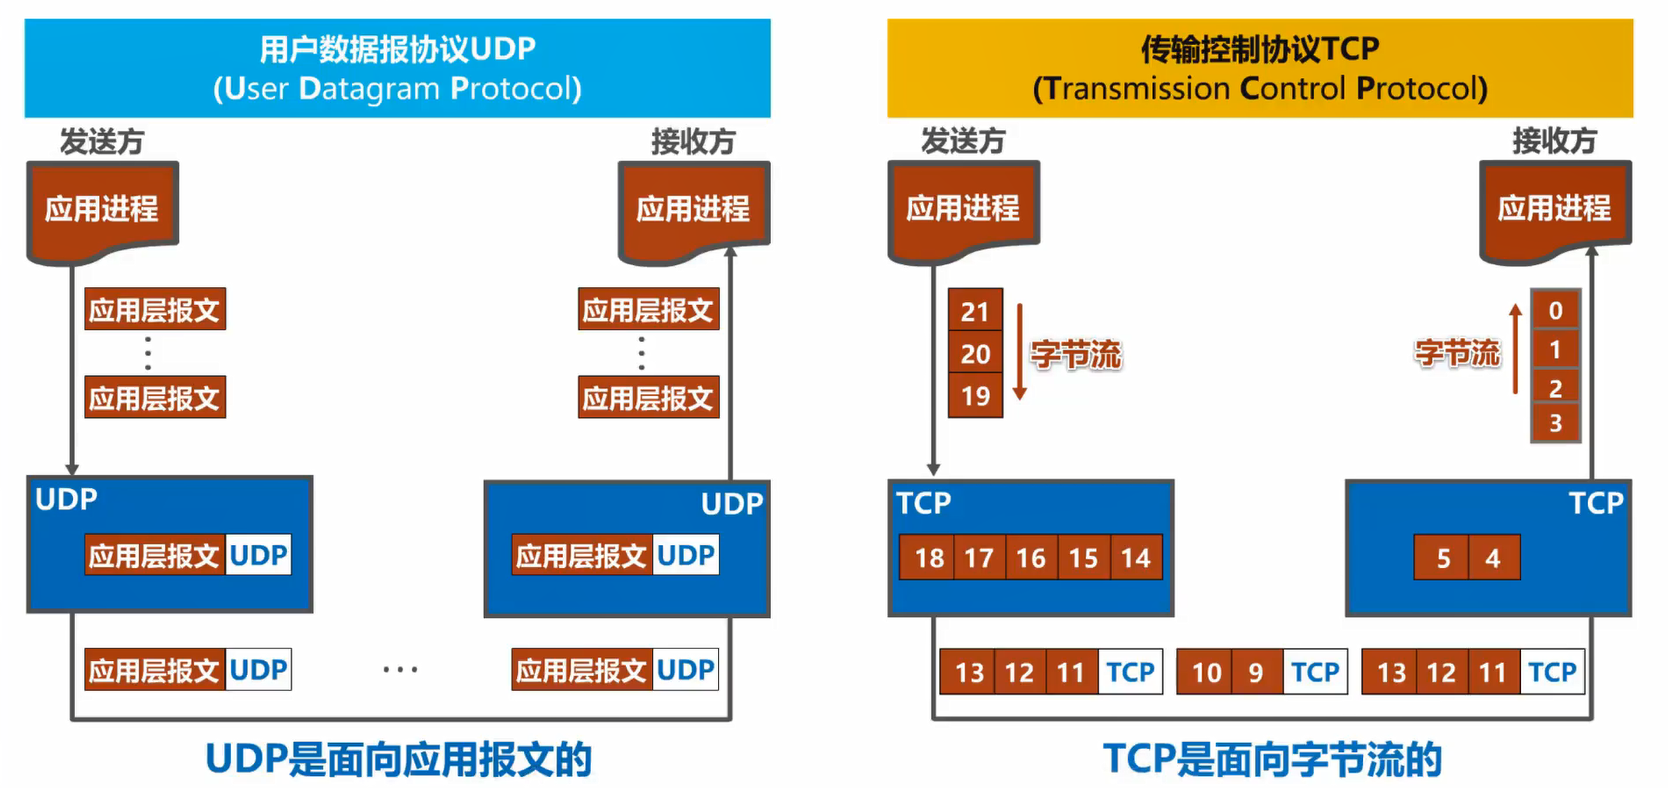 用户数据报协议UDP
(User Datagram Protocol)
发送方
接收方
应用进程
应用进程
应用层报文
应用层报文
应用层报文
应用层报文
UDP
UDP
应用层报文 UDP
应用层报文 UDP
应用层报文 UDP
...
应用层报文 UDP
UDP是面向应用报文的
传输控制协议TCP
(Transmission Control Protocol)
发送方
接收方
应用进程
应用进程
21
20
19
字节流
字节流
0
1
2
3
TCP
TCP
18 17 16 15 14
5 4
13 12 11 TCP
10 9 TCP
13 12 11 TCP
TCP是面向字节流的